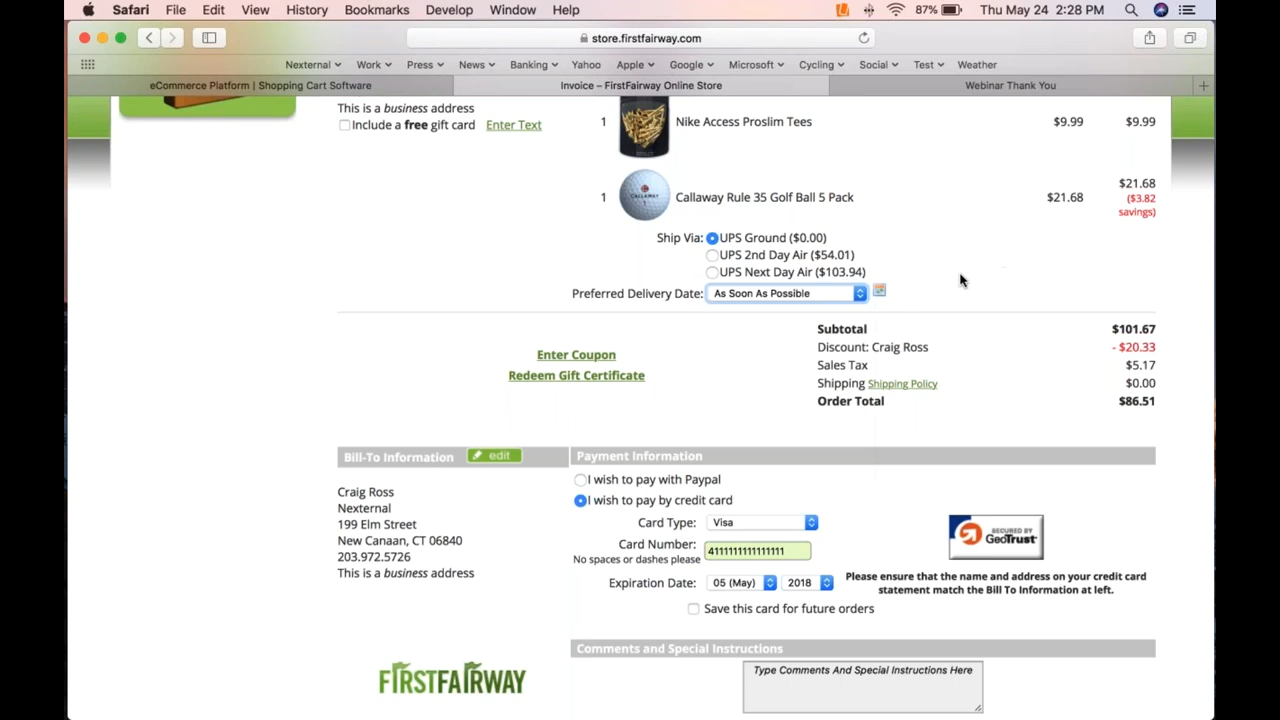 Safari File Edit View History Bookmarks Develop Window Help 87% Thu May 24 2:28 PM
store.firstfairway.com
Nexternal Work Press News Banking Yahoo Apple Google Microsoft Cycling Social Test Weather
eCommerce Platform | Shopping Cart Software Invoice – FirstFairway Online Store Webinar Thank You +
This is a business address
Include a free gift card Enter Text
1 Nike Access Proslim Tees $9.99 $9.99
1 CALLAWAY 1 Callaway Rule 35 Golf Ball 5 Pack $21.68 $21.68
($3.82
savings)
Ship Via: UPS Ground ($0.00)
UPS 2nd Day Air ($54.01)
UPS Next Day Air ($103.94)
Preferred Delivery Date: As Soon As Possible
Subtotal $101.67
Discount: Craig Ross - $20.33
Sales Tax $5.17
Shipping Shipping Policy $0.00
Order Total $86.51
Enter Coupon
Redeem Gift Certificate
Bill-To Information edit
Craig Ross
Nexternal
199 Elm Street
New Canaan, CT 06840
203.972.5726
This is a business address
Payment Information
I wish to pay with Paypal
I wish to pay by credit card
Card Type: Visa
Card Number: 4111111111111111
No spaces or dashes please
Expiration Date: 05 (May) 2018
Save this card for future orders
SECURED BY
GeoTrust
Please ensure that the name and address on your credit card
statement match the Bill To Information at left.
Comments and Special Instructions
Type Comments And Special Instructions Here
FIRSTFAIRWAY